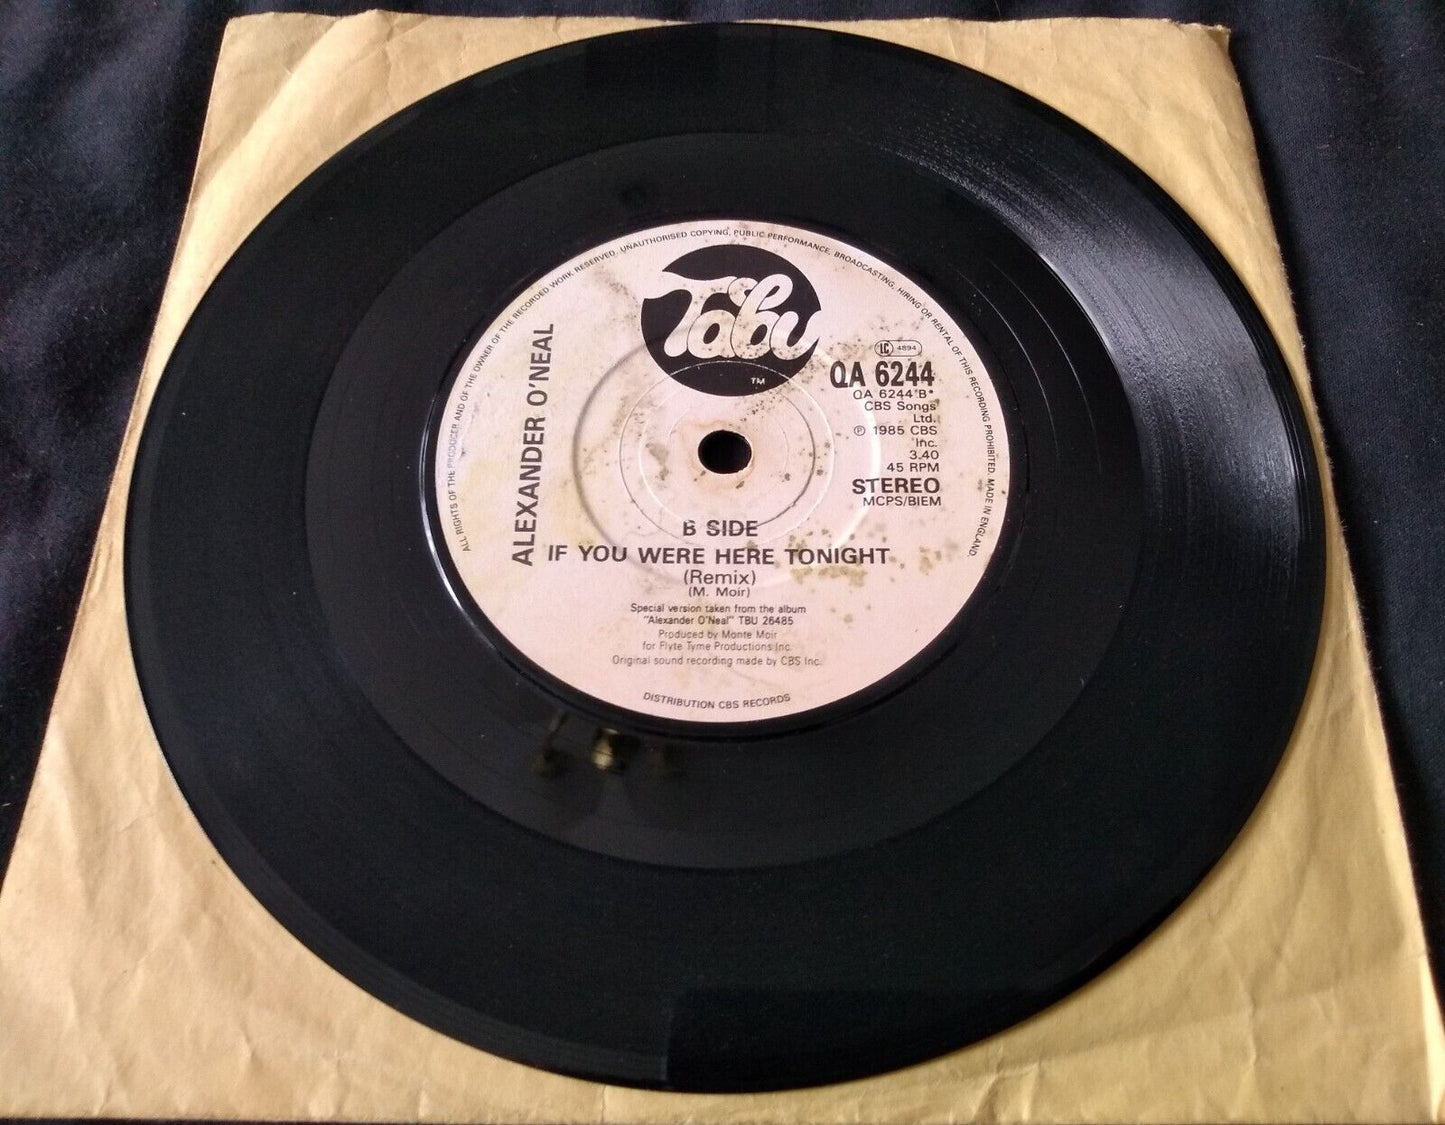 ALL RIGHTS OF THE PRODUCER AND OF THE OWNER OF THE RECORDED WORK RESERVED. UNAUTHORISED COPYING, PUBLIC PERFORMANCE, BROADCASTING, HIRING OR RENTAL OF THIS RECORDING PROHIBITED. MADE IN ENGLAND.
Tabu
TM
ALEXANDER O'NEAL
LC 4894
QA 6244
QA 6244*B*
CBS Songs
Ltd.
℗ 1985 CBS
Inc.
3.40
45 RPM
STEREO
MCPS/BIEM
B SIDE
IF YOU WERE HERE TONIGHT
(Remix)
(M. Moir)
Special version taken from the album
"Alexander O'Neal" TBU 26485
Produced by Monte Moir
for Flyte Tyme Productions Inc.
Original sound recording made by CBS Inc.
DISTRIBUTION CBS RECORDS